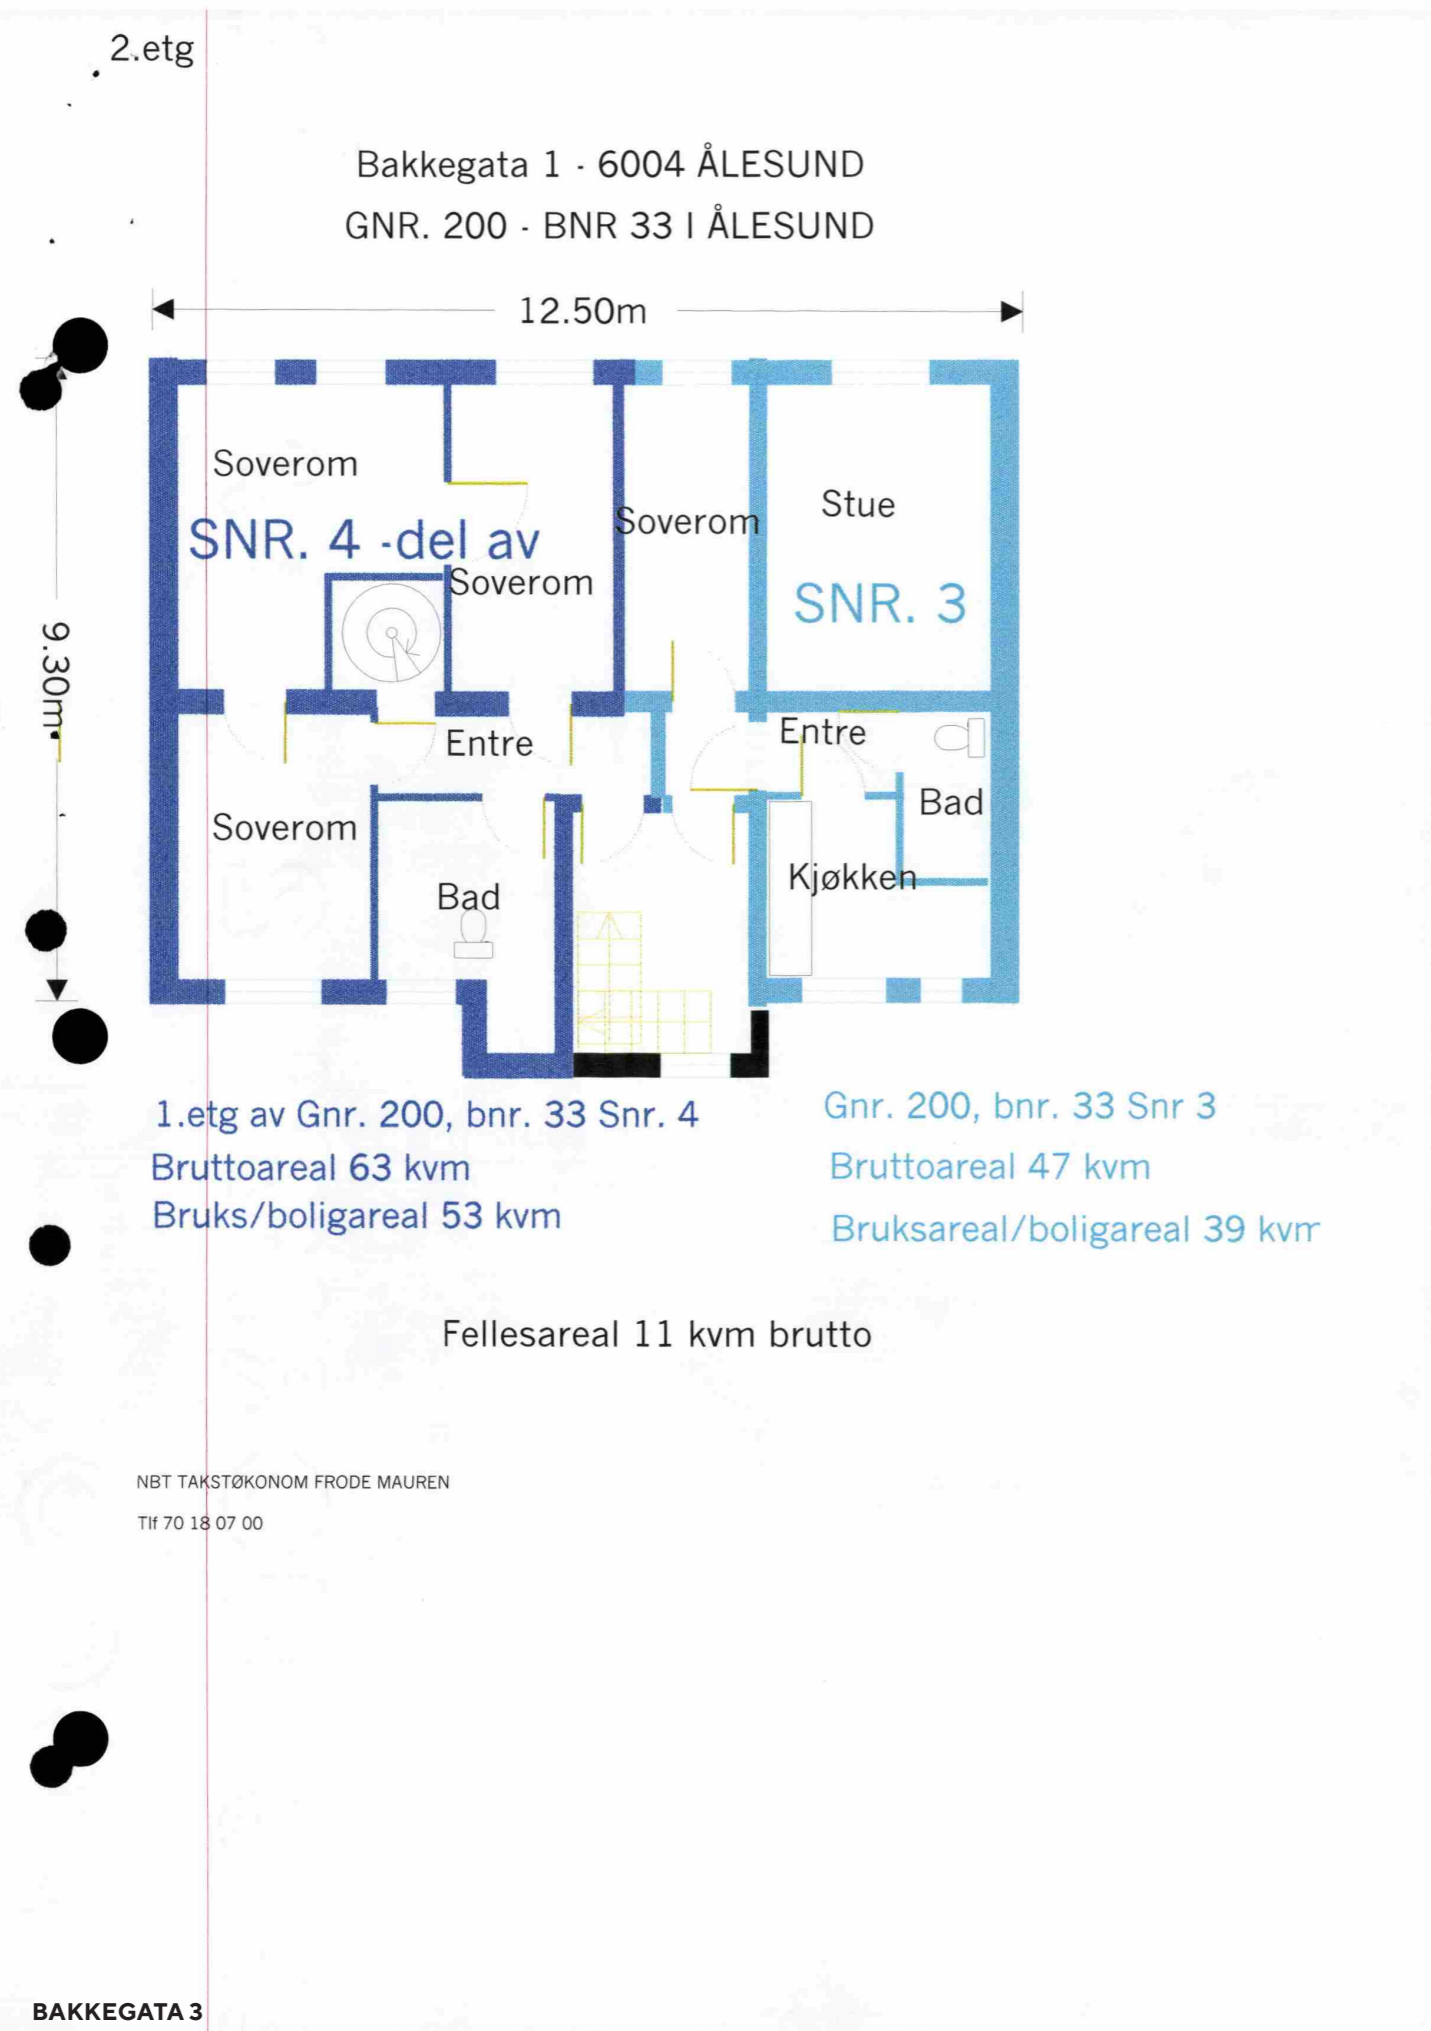 2.etg
Bakkegata 1 - 6004 ÅLESUND
GNR. 200 - BNR 33 I ÅLESUND
12.50m
9.30m
Soverom
SNR. 4 -del av
Soverom
Soverom
Stue
SNR. 3
Entre
Entre
Soverom
Bad
Bad
Kjøkken
1.etg av Gnr. 200, bnr. 33 Snr. 4
Bruttoareal 63 kvm
Bruks/boligareal 53 kvm
Gnr. 200, bnr. 33 Snr 3
Bruttoareal 47 kvm
Bruksareal/boligareal 39 kvm
Fellesareal 11 kvm brutto
NBT TAKSTØKONOM FRODE MAUREN
Tlf 70 18 07 00
BAKKEGATA 3